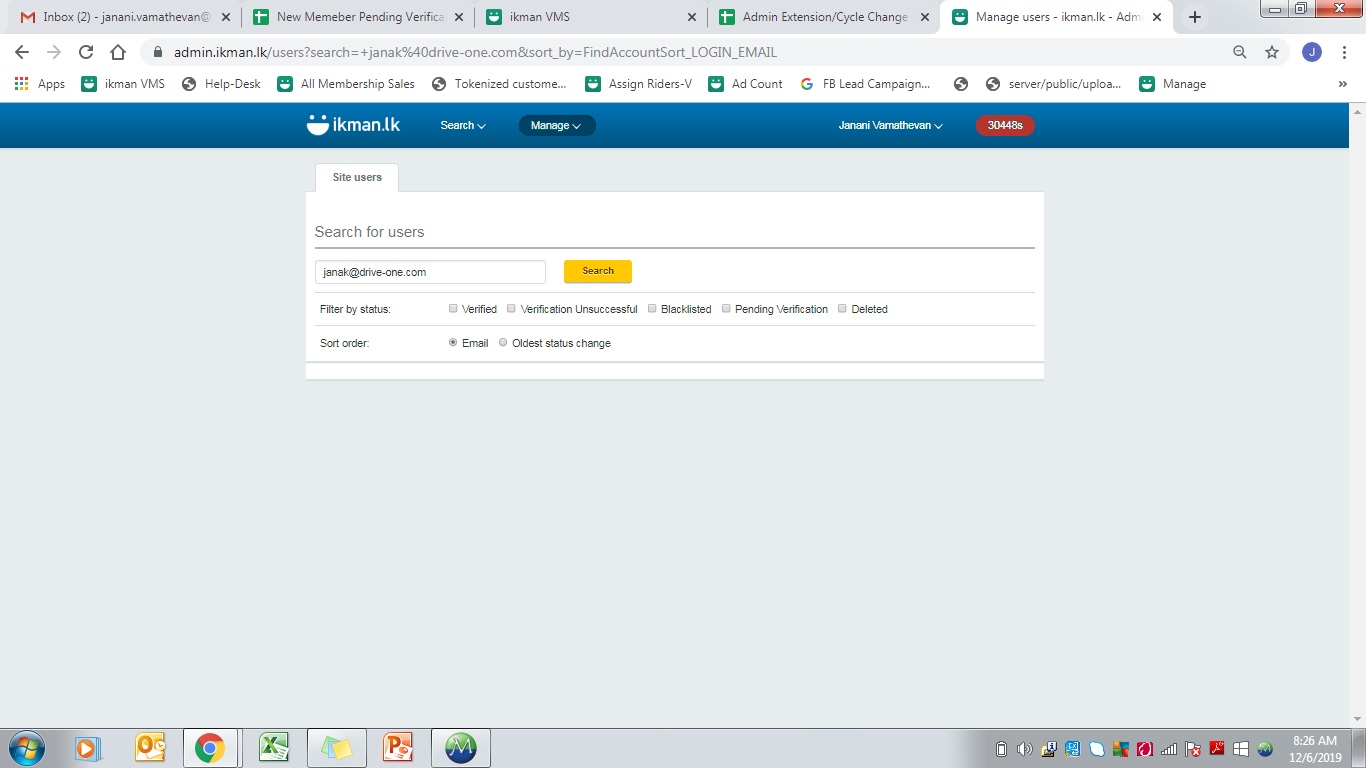 Inbox (2) - janani.vamathevan@
New Memeber Pending Verifica
ikman VMS
Admin Extension/Cycle Change
Manage users - ikman.lk - Adm
admin.ikman.lk/users?search=+janak%40drive-one.com&sort_by=FindAccountSort_LOGIN_EMAIL
J
Apps ikman VMS Help-Desk All Membership Sales Tokenized custome... Assign Riders-V Ad Count FB Lead Campaign... server/public/uploa... Manage »
ikman.lk Search Manage Janani Vamathevan 30448s
Site users
Search for users
janak@drive-one.com Search
Filter by status: Verified Verification Unsuccessful Blacklisted Pending Verification Deleted
Sort order: Email Oldest status change
8:26 AM
12/6/2019